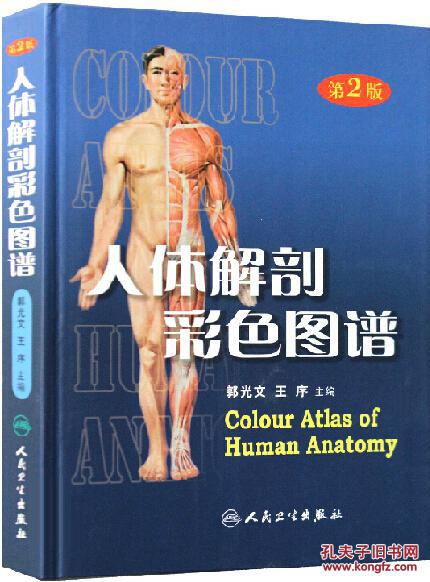 第2版
人体解剖彩色图谱
郭光文 王 序 主编
人民卫生出版社
COLOUR
ATLAS
HUMAN
ANAT
第2版
人体解剖
彩色图谱
郭光文 王 序 主编
Colour Atlas of
Human Anatomy
人民卫生出版社
孔夫子旧书网
www.kongfz.com